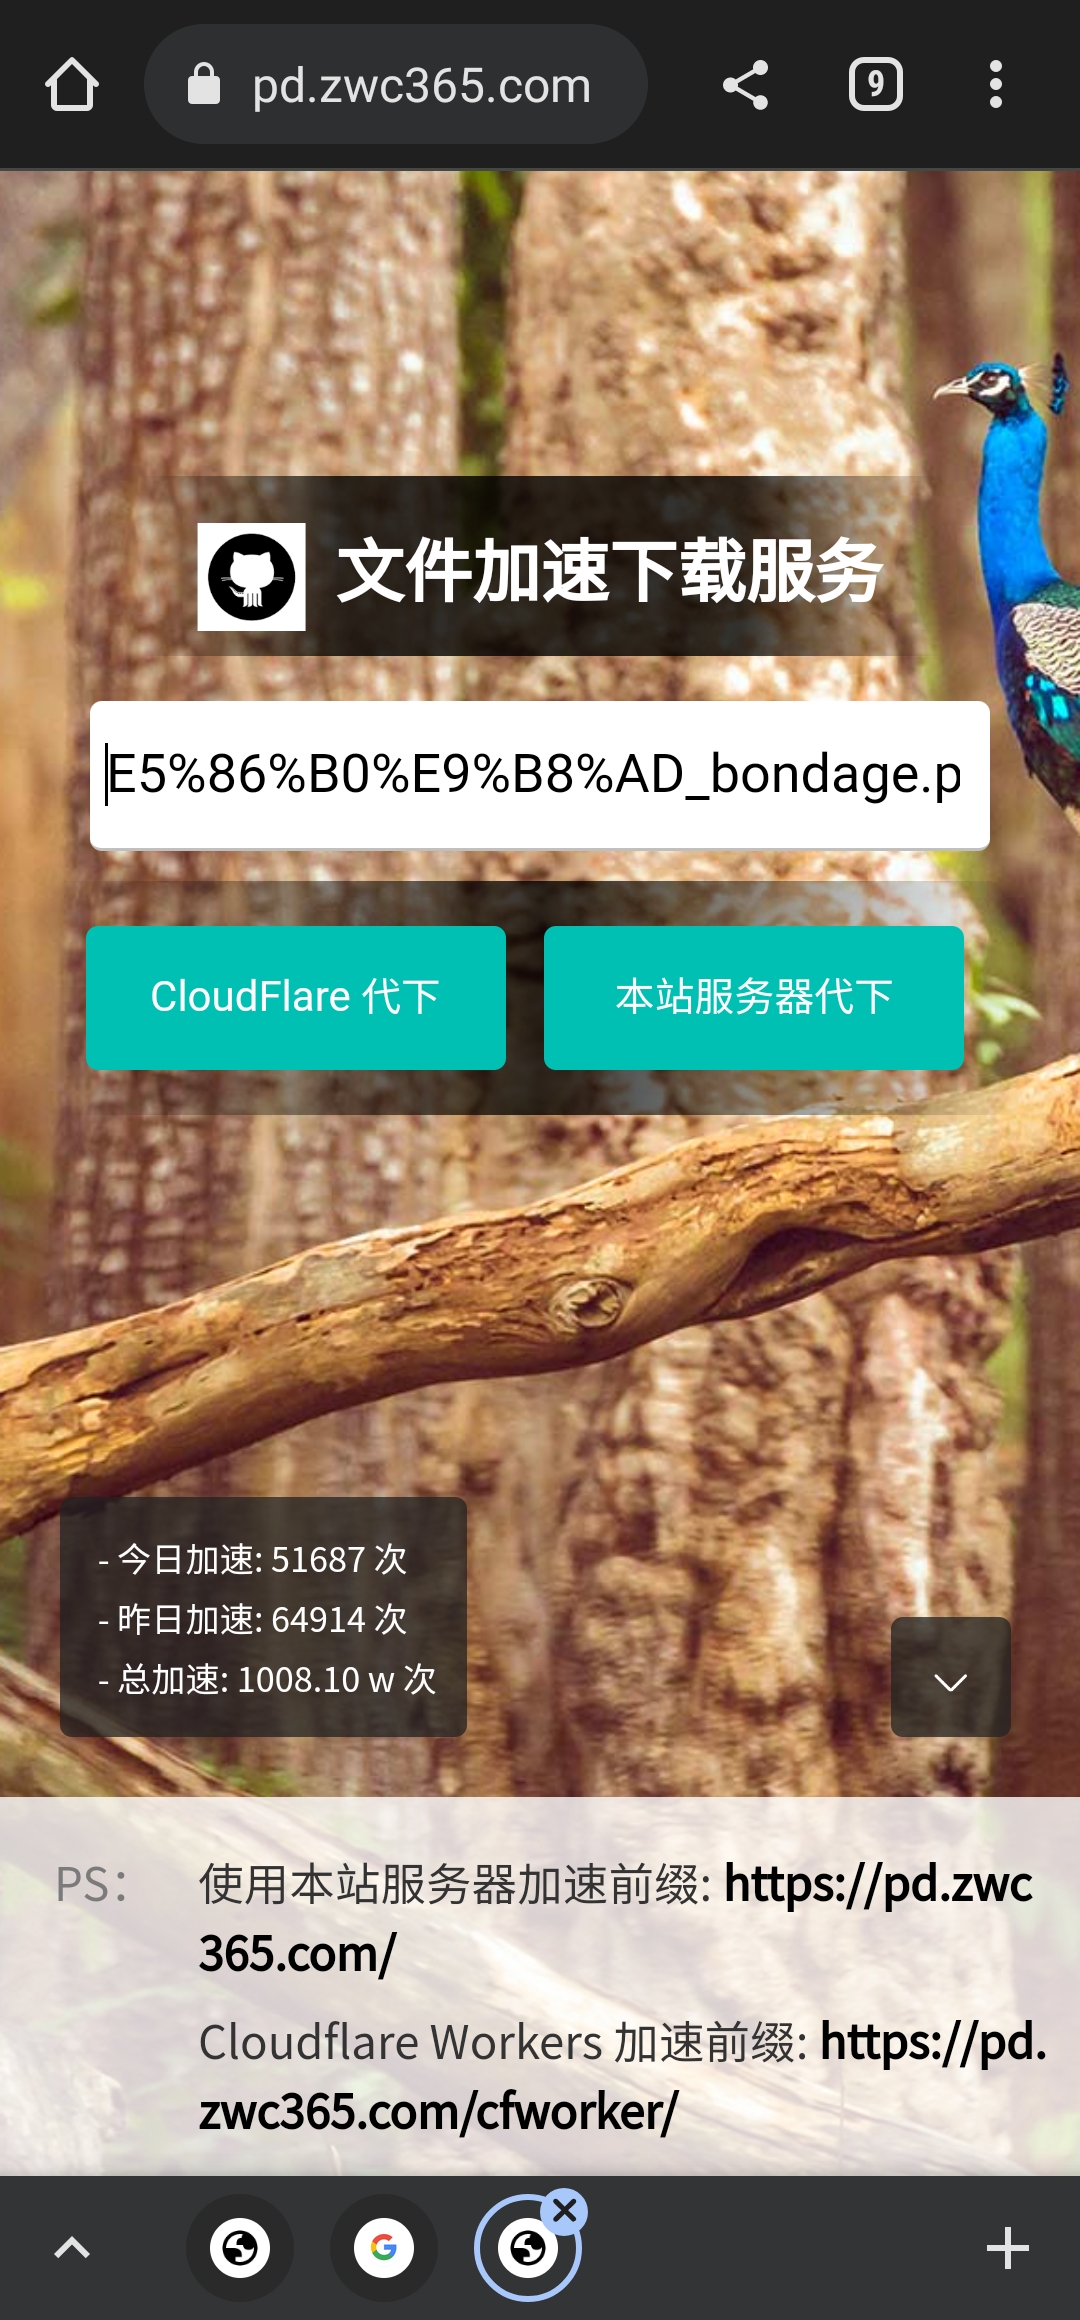 pd.zwc365.com
9
文件加速下载服务
E5%86%B0%E9%B8%AD_bondage.p
CloudFlare 代下
本站服务器代下
- 今日加速: 51687 次
- 昨日加速: 64914 次
- 总加速: 1008.10 w 次
PS：
使用本站服务器加速前缀: https://pd.zwc
365.com/
Cloudflare Workers 加速前缀: https://pd.
zwc365.com/cfworker/